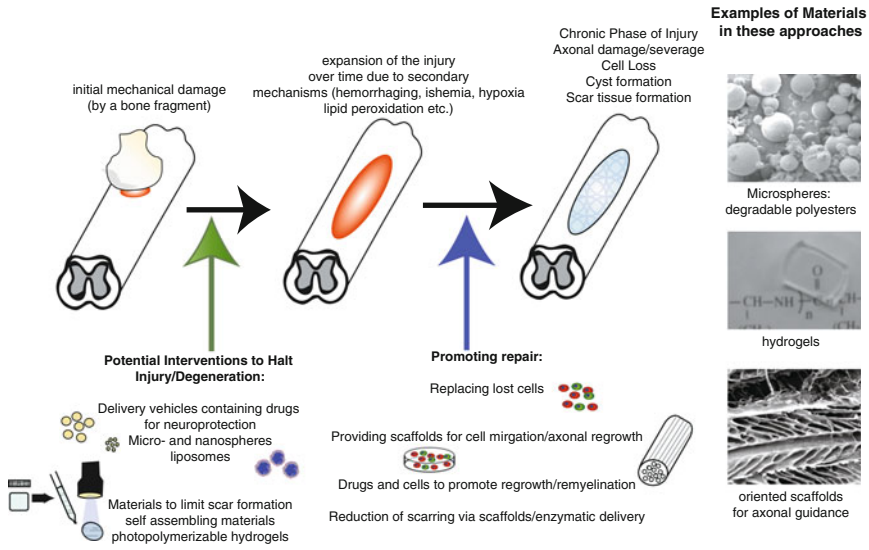 initial mechanical damage
(by a bone fragment)
expansion of the injury
over time due to secondary
mechanisms (hemorrhaging, ishemia, hypoxia
lipid peroxidation etc.)
Chronic Phase of Injury
Axonal damage/severage
Cell Loss
Cyst formation
Scar tissue formation
Potential Interventions to Halt
Injury/Degeneration:
Delivery vehicles containing drugs
for neuroprotection
Micro- and nanospheres
liposomes
Materials to limit scar formation
self assembling materials
photopolymerizable hydrogels
Promoting repair:
Replacing lost cells
Providing scaffolds for cell mirgation/axonal regrowth
Drugs and cells to promote regrowth/remyelination
Reduction of scarring via scaffolds/enzymatic delivery
Examples of Materials
in these approaches
Microspheres:
degradable polyesters
O
CH—NH
C
CH
n
hydrogels
oriented scaffolds
for axonal guidance